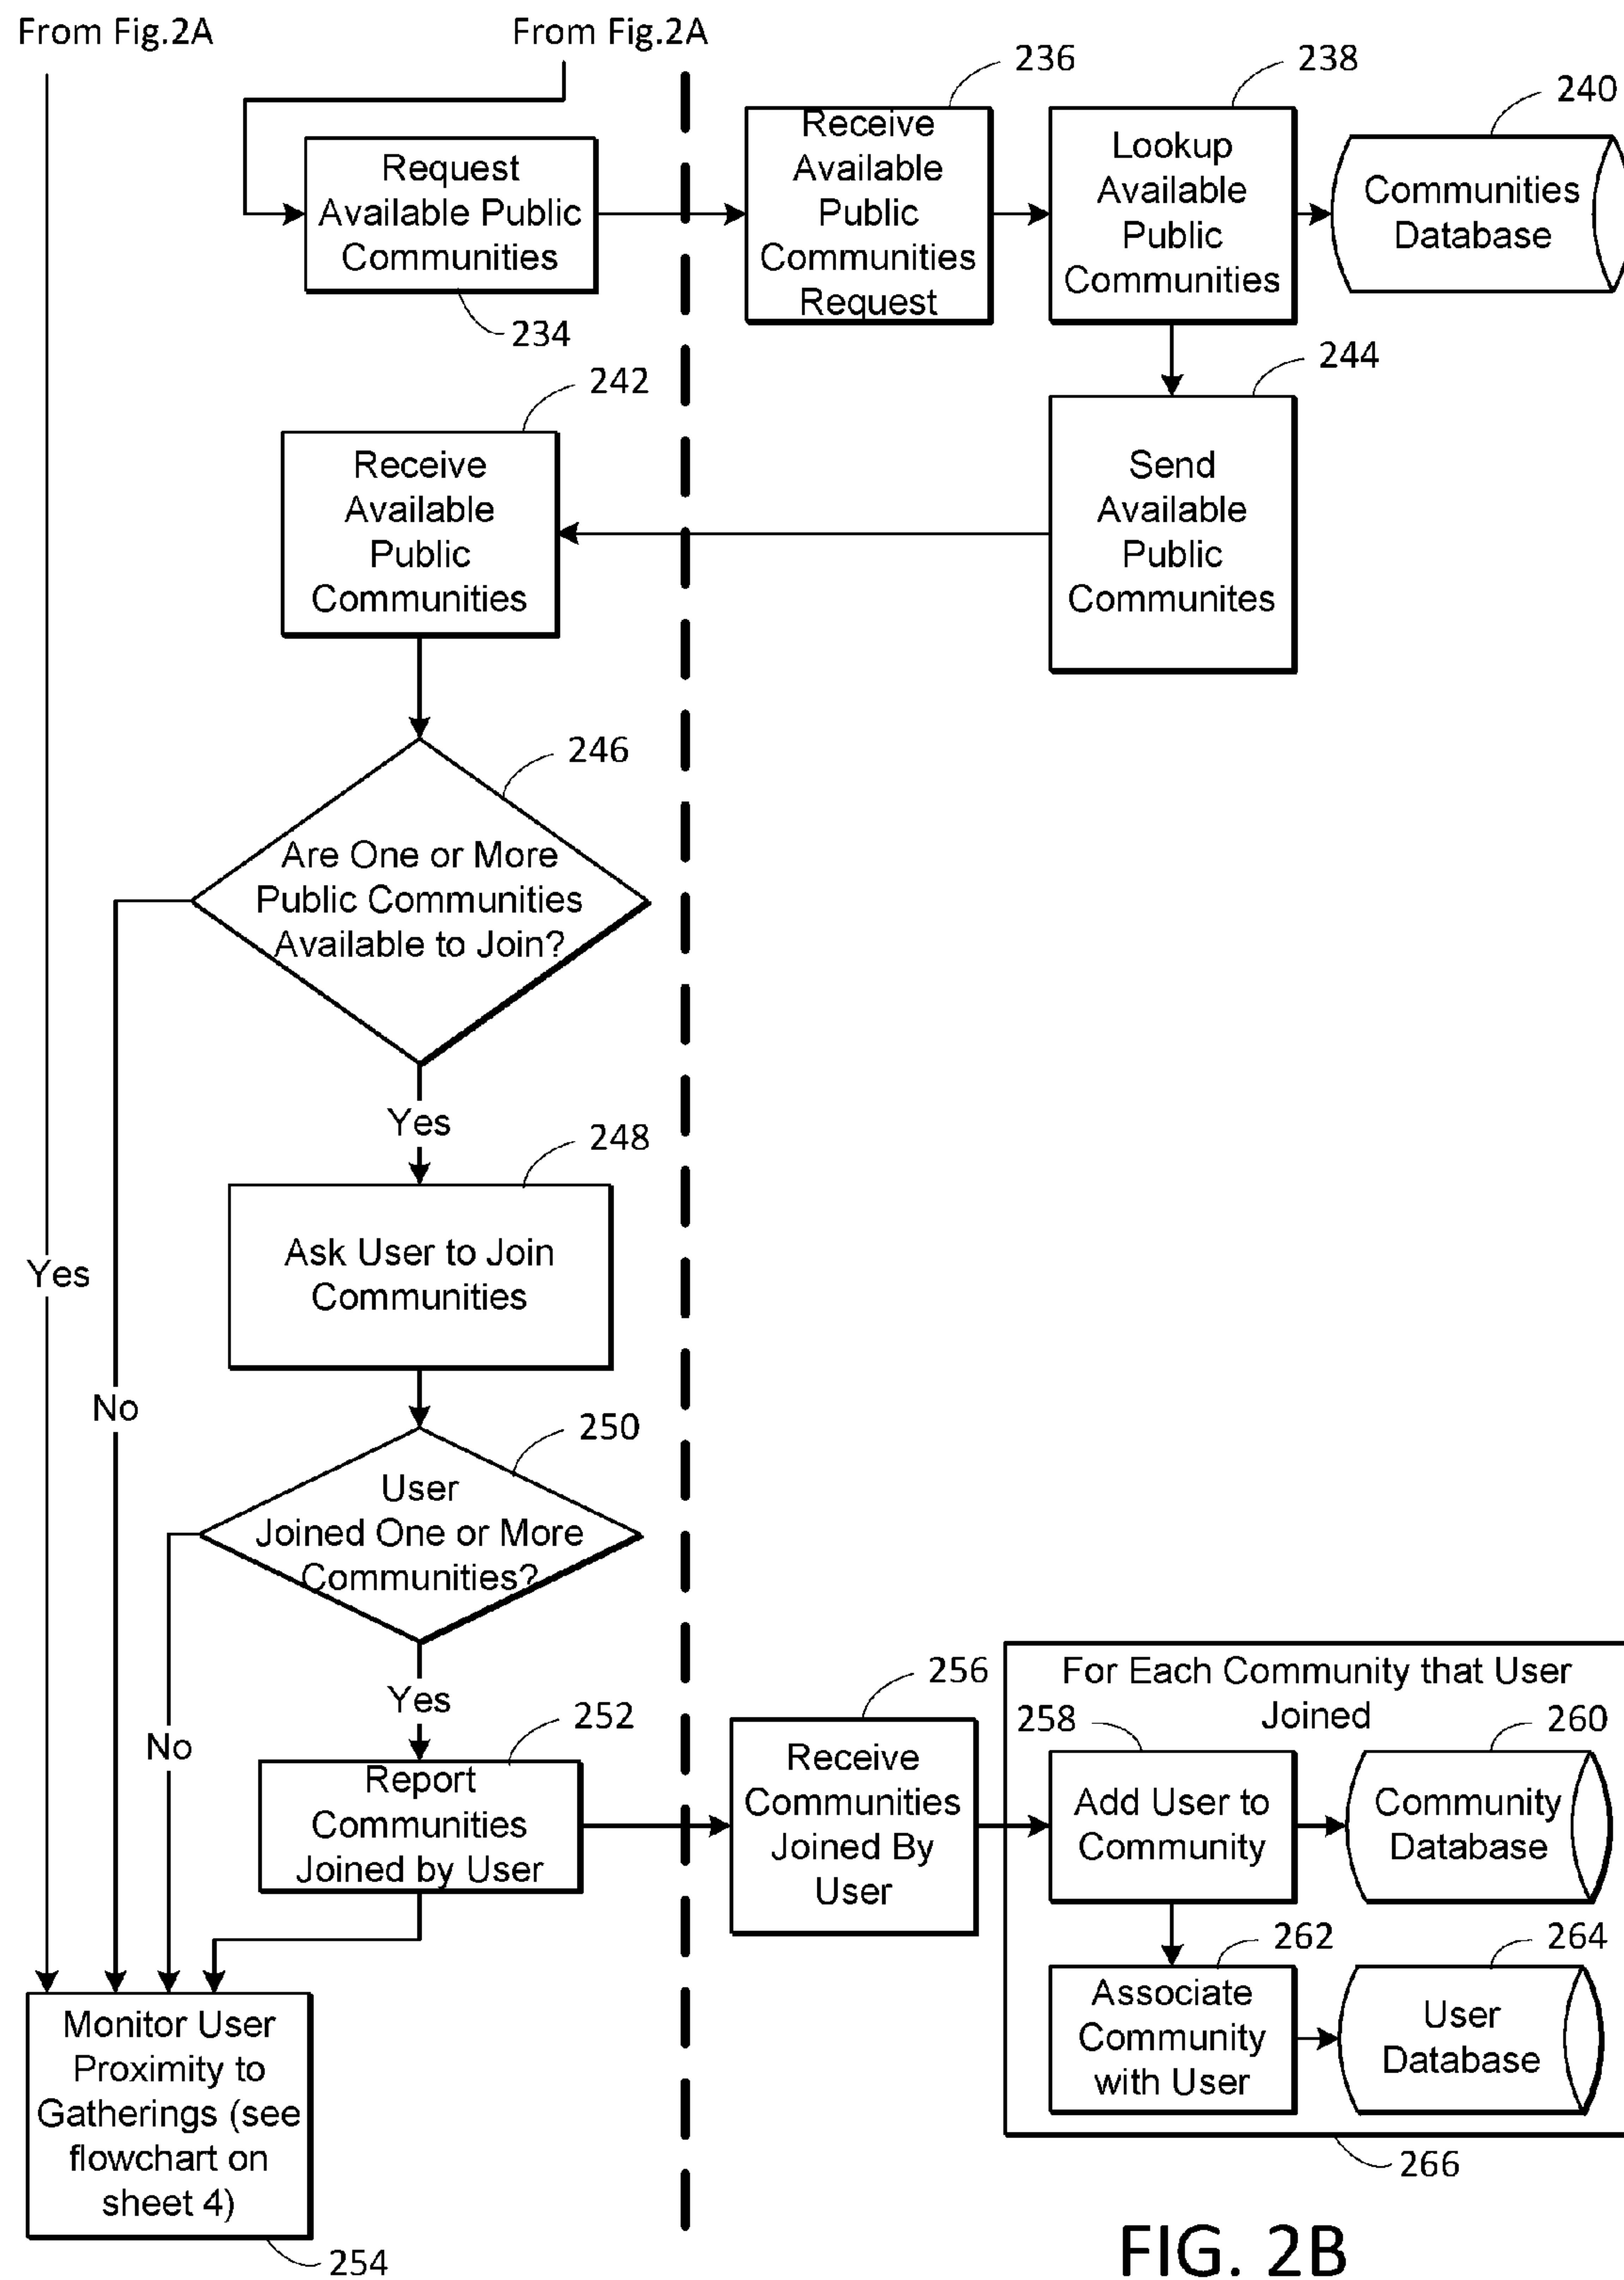 From Fig.2A
From Fig.2A
236
238
240
Request
Available Public
Communities
234
Receive
Available
Public
Communities
Request
Lookup
Available
Public
Communities
Communities
Database
242
244
Receive
Available
Public
Communities
Send
Available
Public
Communites
246
Are One or More
Public Communities
Available to Join?
Yes
248
Ask User to Join
Communities
Yes
No
250
User
Joined One or More
Communities?
Yes
No
252
Report
Communities
Joined by User
256
Receive
Communities
Joined By
User
For Each Community that User
Joined
258
260
Add User to
Community
Community
Database
262
264
Associate
Community
with User
User
Database
266
Monitor User
Proximity to
Gatherings (see
flowchart on
sheet 4)
254
FIG. 2B